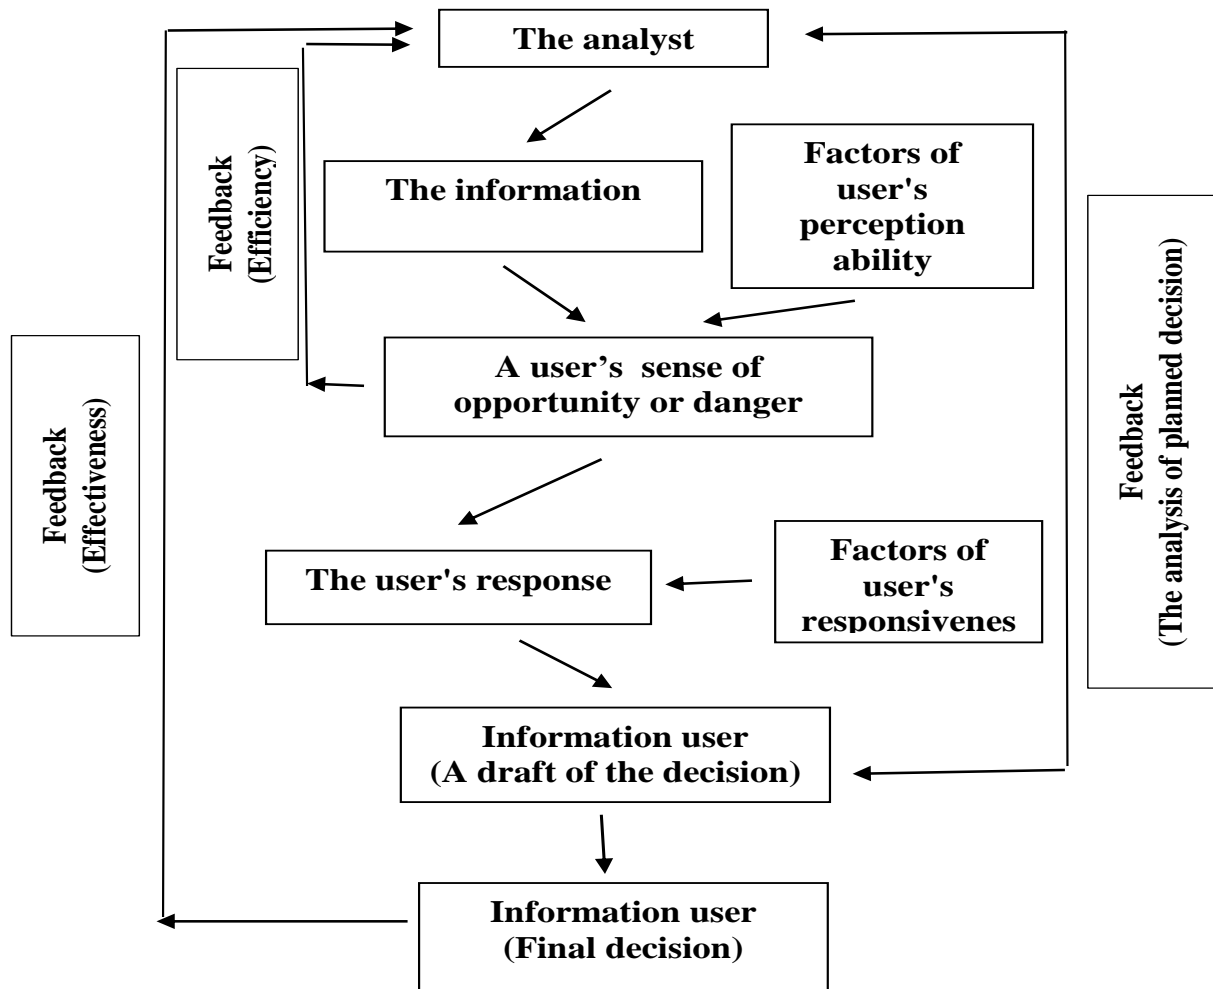 The analyst
Feedback
(Efficiency)
The information
Factors of
user's
perception
ability
Feedback
(The analysis of planned decision)
A user’s sense of
opportunity or danger
Feedback
(Effectiveness)
The user's response
Factors of
user's
responsivenes
Information user
(A draft of the decision)
Information user
(Final decision)